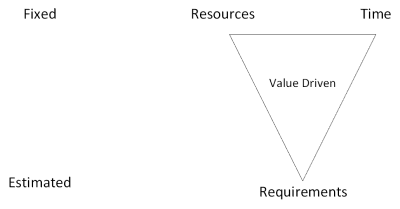 Fixed
Resources
Time
Value Driven
Estimated
Requirements